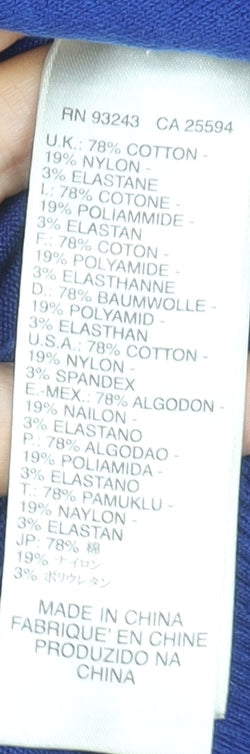 RN 93243 CA 25594
U.K.: 78% COTTON -
19% NYLON -
3% ELASTANE
I.: 78% COTONE -
19% POLIAMMIDE -
3% ELASTAN
F.: 78% COTON -
19% POLYAMIDE -
3% ELASTHANNE
D.: 78% BAUMWOLLE -
19% POLYAMID -
3% ELASTHAN
U.S.A.: 78% COTTON -
19% NYLON -
3% SPANDEX
E.-MEX.: 78% ALGODON -
19% NAILON -
3% ELASTANO
P.: 78% ALGODAO -
19% POLIAMIDA -
3% ELASTANO
T.: 78% PAMUKLU -
19% NAYLON -
3% ELASTAN
JP: 78% 綿
19% ナイロン
3% ポリウレタン
MADE IN CHINA
FABRIQUE' EN CHINE
PRODUZIDO NA
CHINA